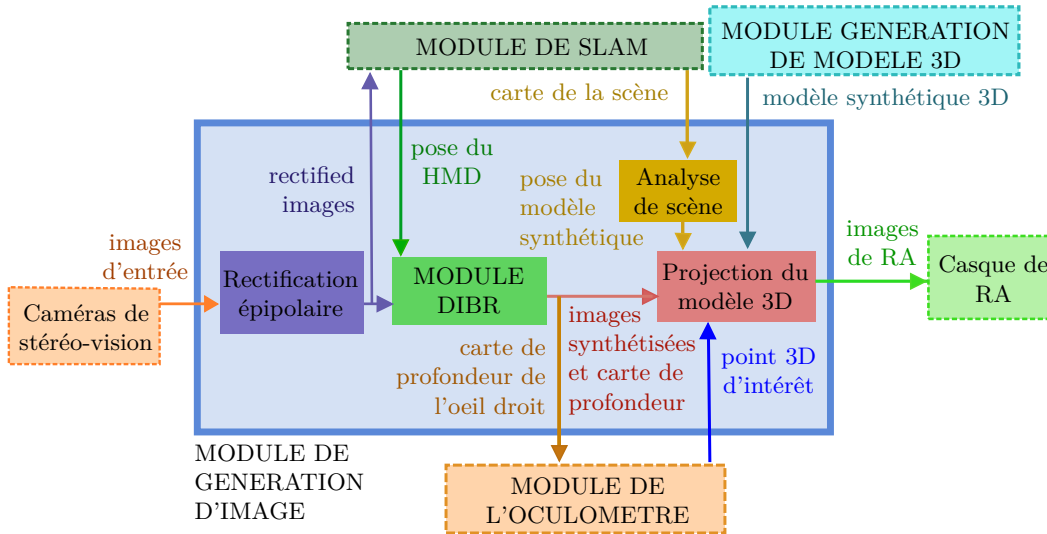 MODULE DE SLAM
MODULE GENERATION
DE MODELE 3D
carte de la scène
modèle synthétique 3D
pose du
HMD
rectified
images
pose du
modèle
synthétique
Analyse
de scène
images
d'entrée
Caméras de
stéréo-vision
Rectification
épipolaire
MODULE
DIBR
Projection du
modèle 3D
images
de RA
Casque de
RA
carte de
profondeur de
l'oeil droit
images
synthétisées
et carte de
profondeur
point 3D
d'intérêt
MODULE DE
GENERATION
D'IMAGE
MODULE DE
L'OCULOMETRE